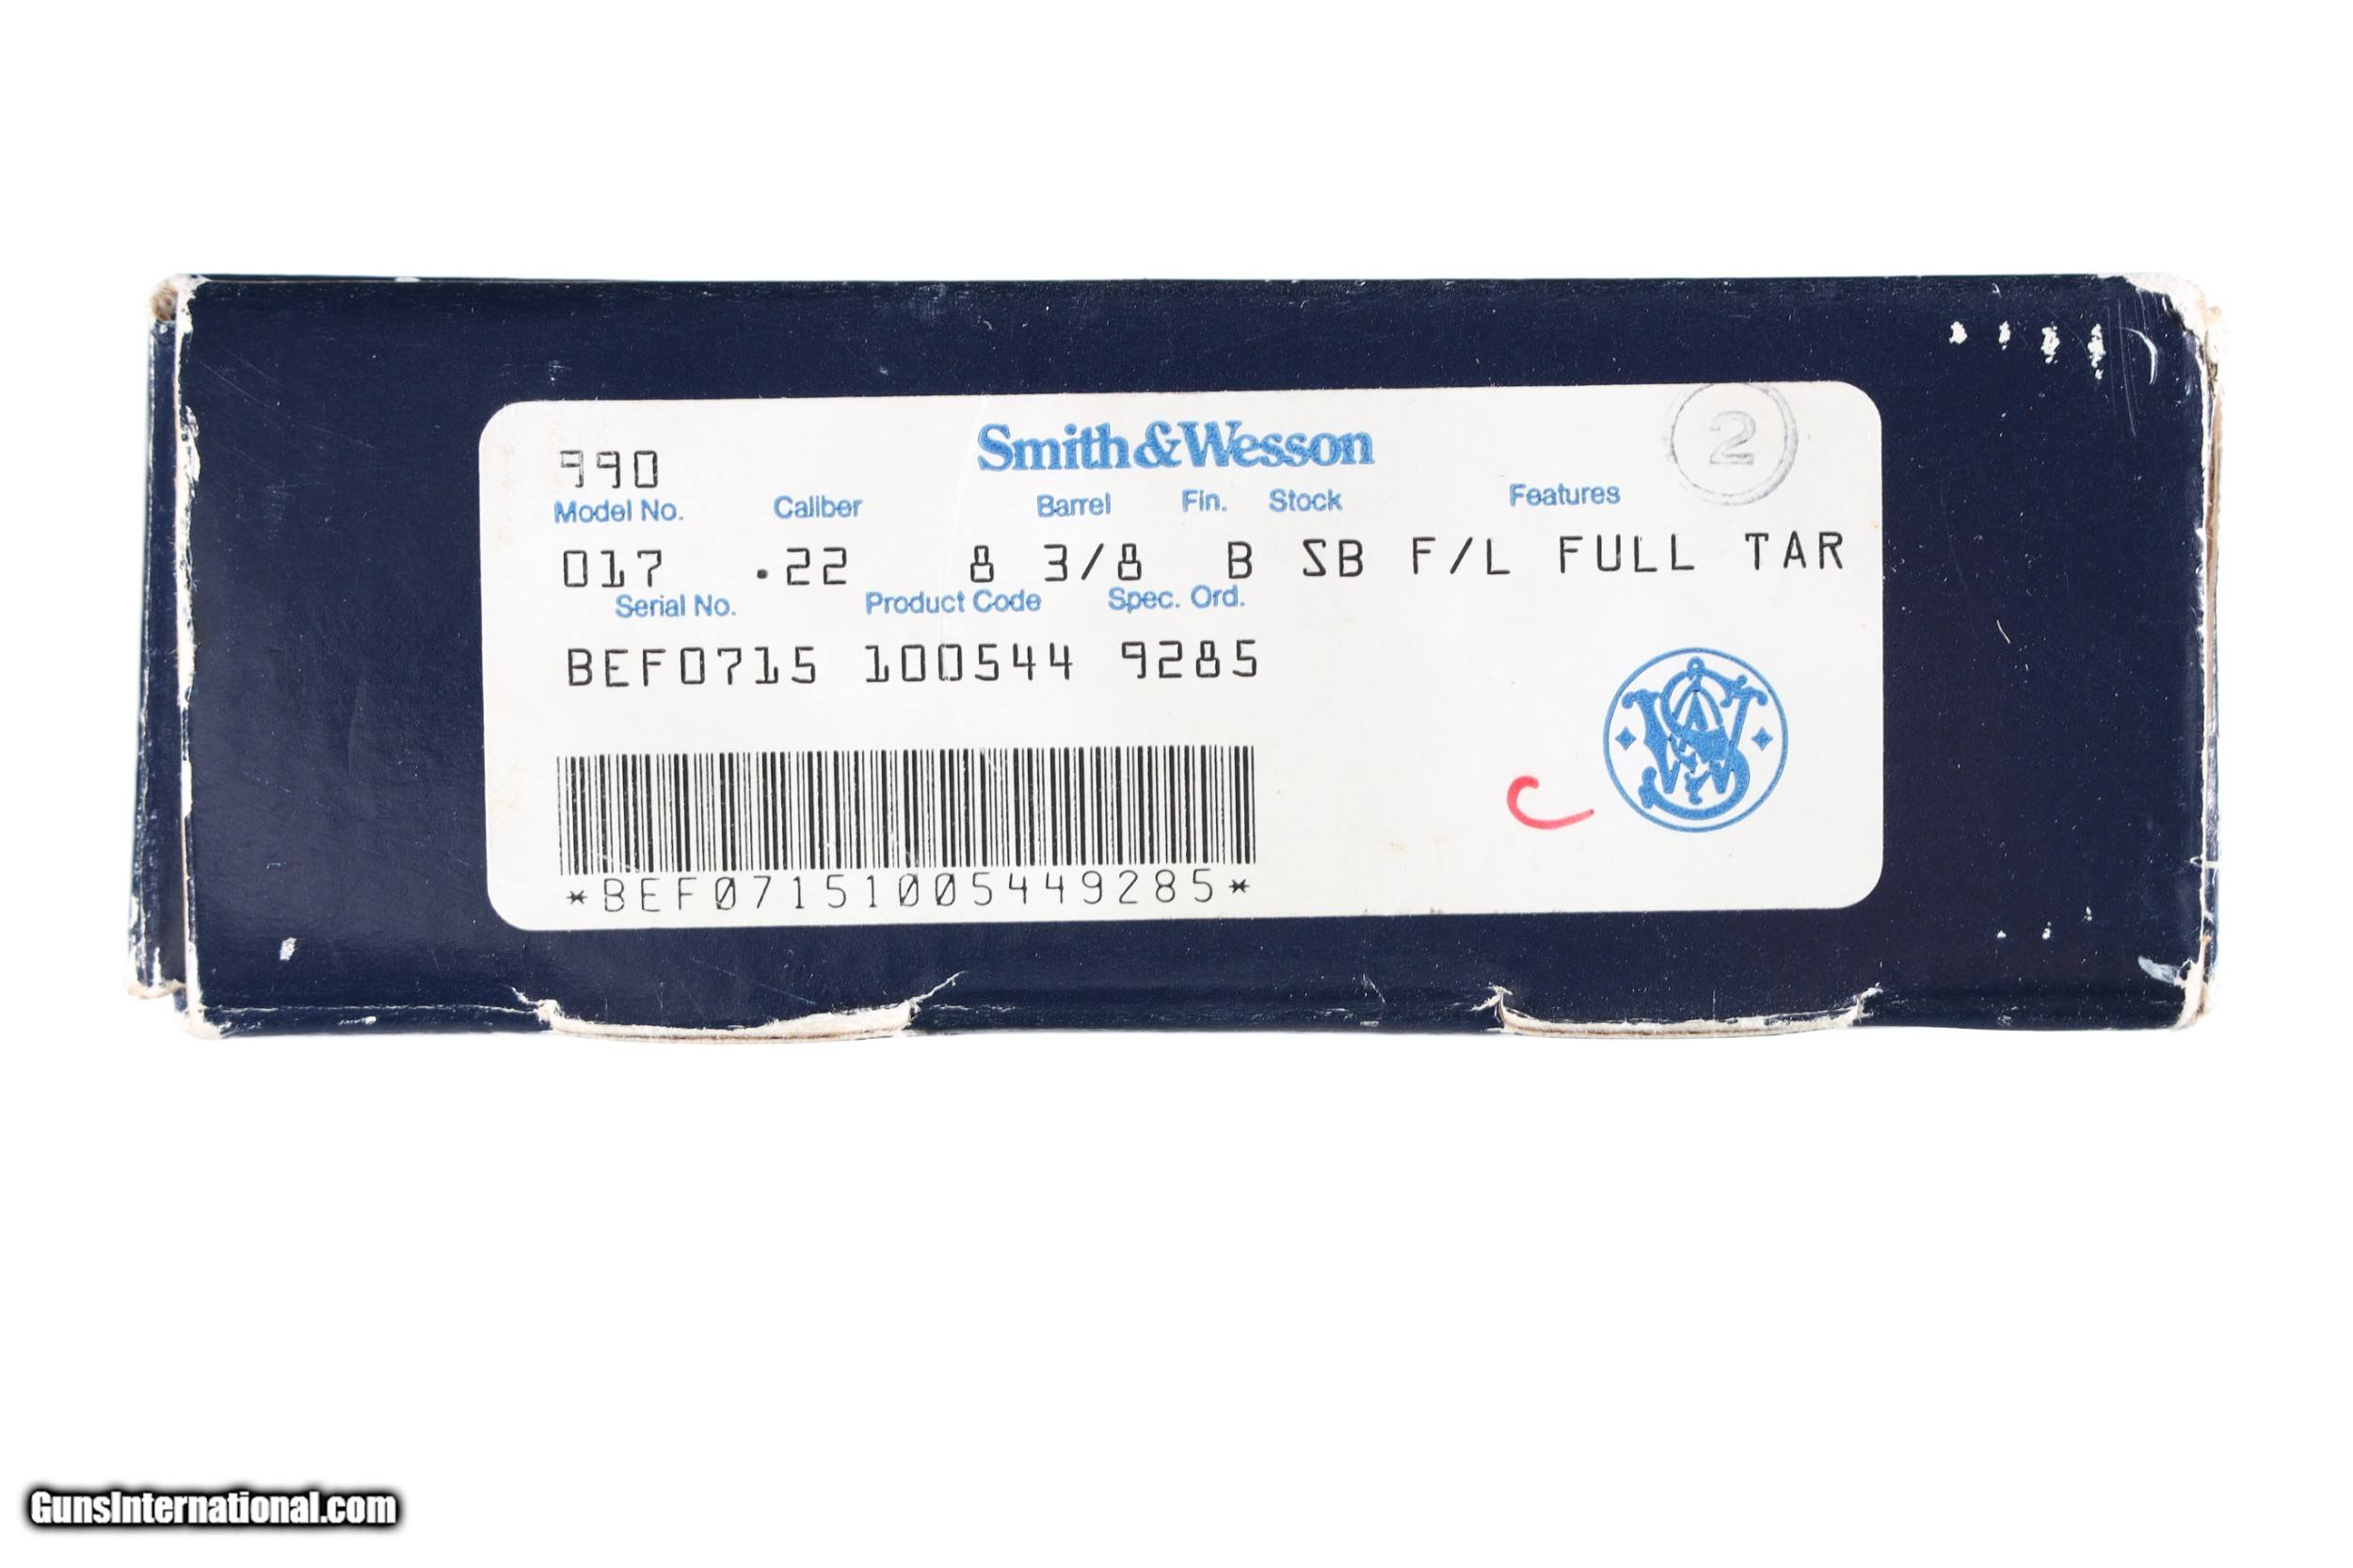 2
Smith&Wesson
990
Model No. Caliber Barrel Fin. Stock Features
017 .22 8 3/8 B SB F/L FULL TAR
Serial No. Product Code Spec. Ord.
BEF0715 100544 9285
C
*BEF07151005449285*
GunsInternational.com